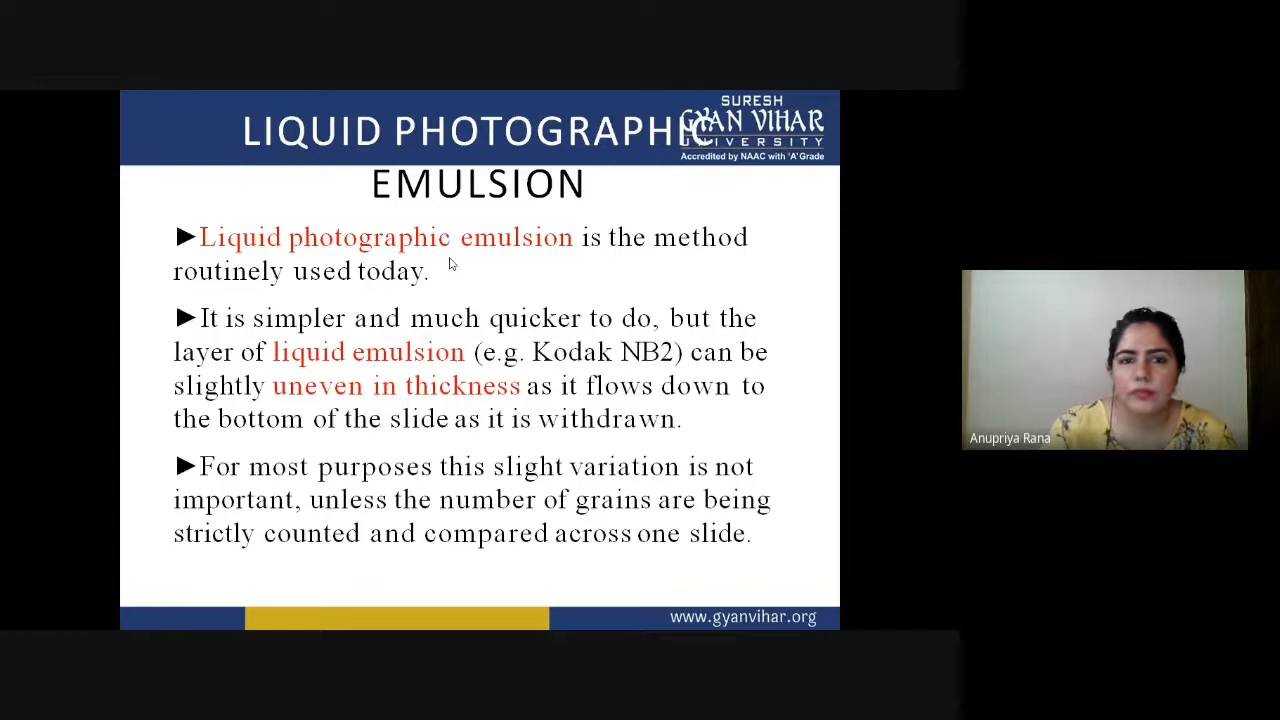 SURESH
GYAN VIHAR
UNIVERSITY
Accredited by NAAC with 'A' Grade
LIQUID PHOTOGRAPHIC
EMULSION
►Liquid photographic emulsion is the method
routinely used today.
►It is simpler and much quicker to do, but the
layer of liquid emulsion (e.g. Kodak NB2) can be
slightly uneven in thickness as it flows down to
the bottom of the slide as it is withdrawn.
►For most purposes this slight variation is not
important, unless the number of grains are being
strictly counted and compared across one slide.
www.gyanvihar.org
Anupriya Rana